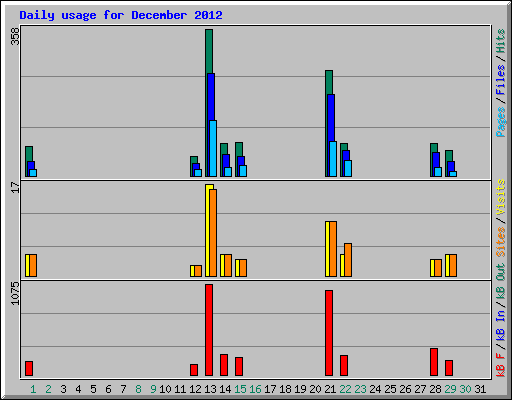 Daily usage for December 2012
358
17
1075
Pages / Files / Hits
Sites / Visits
kB F / kB In / kB Out
1 2 3 4 5 6 7 8 9 10 11 12 13 14 15 16 17 18 19 20 21 22 23 24 25 26 27 28 29 30 31